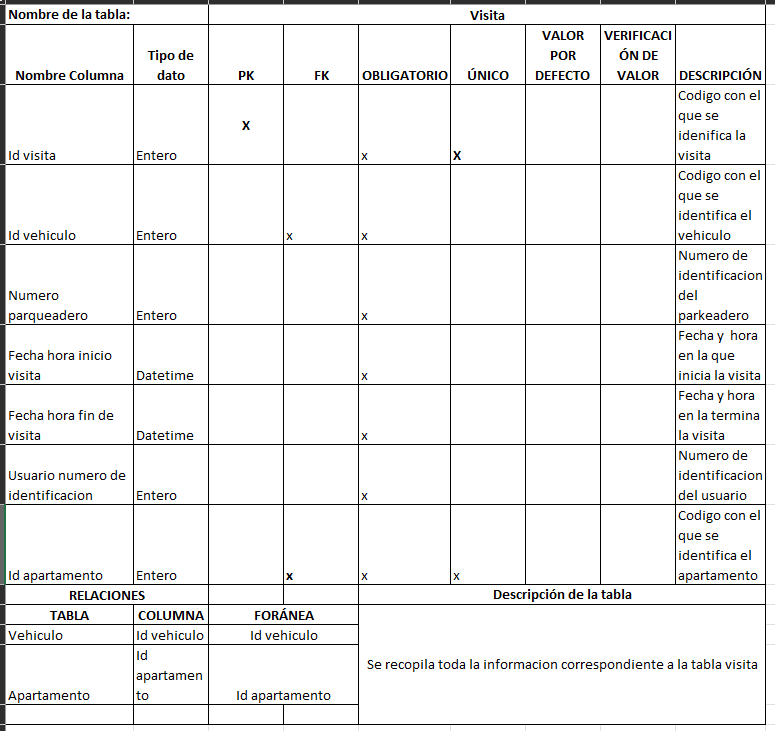 Nombre de la tabla: Visita
Nombre Columna Tipo de dato PK FK OBLIGATORIO ÚNICO VALOR POR DEFECTO VERIFICACIÓN DE VALOR DESCRIPCIÓN
Id visita Entero X x X Codigo con el que se idenifica la visita
Id vehiculo Entero x x Codigo con el que se identifica el vehiculo
Numero parqueadero Entero x Numero de identificacion del parkeadero
Fecha hora inicio visita Datetime x Fecha y hora en la que inicia la visita
Fecha hora fin de visita Datetime x Fecha y hora en la termina la visita
Usuario numero de identificacion Entero x Numero de identificacion del usuario
Id apartamento Entero x x x Codigo con el que se identifica el apartamento
RELACIONES Descripción de la tabla
TABLA COLUMNA FORÁNEA
Vehiculo Id vehiculo Id vehiculo
Apartamento Id apartamento Id apartamento
Se recopila toda la informacion correspondiente a la tabla visita